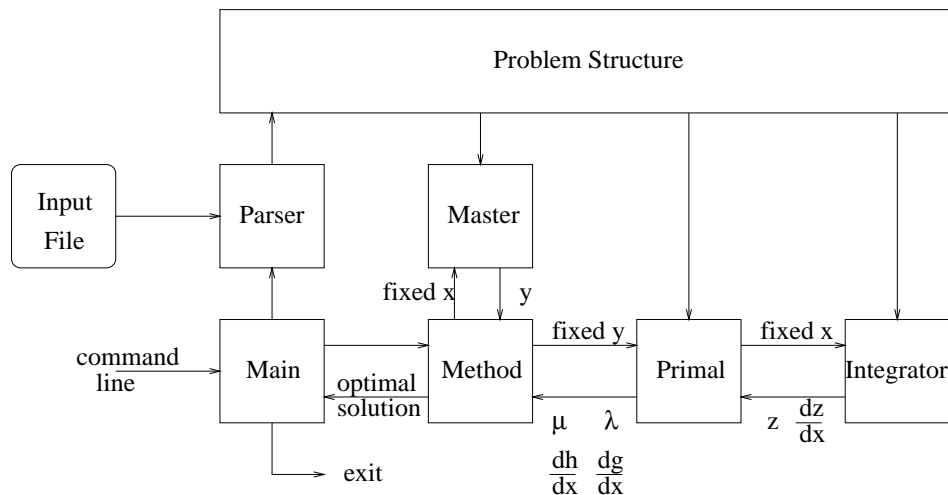 Problem Structure
Input
File
Parser
Master
fixed x
y
command
line
Main
optimal
solution
Method
fixed y
Primal
fixed x
Integrator
μ λ
dh
dx
dg
dx
z
dz
dx
exit